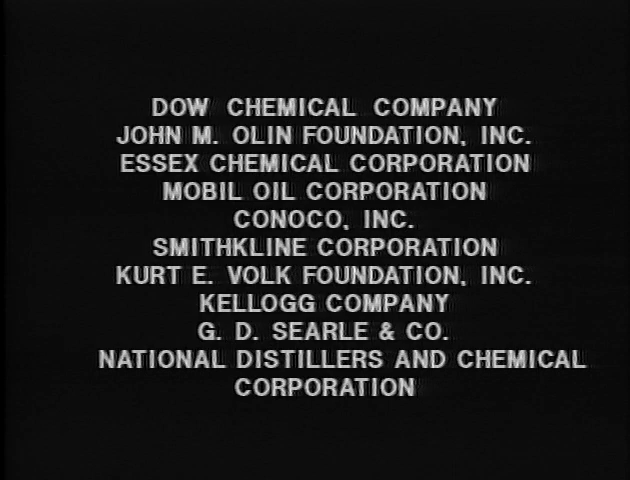 DOW CHEMICAL COMPANY
JOHN M. OLIN FOUNDATION, INC.
ESSEX CHEMICAL CORPORATION
MOBIL OIL CORPORATION
CONOCO, INC.
SMITHKLINE CORPORATION
KURT E. VOLK FOUNDATION, INC.
KELLOGG COMPANY
G. D. SEARLE & CO.
NATIONAL DISTILLERS AND CHEMICAL
CORPORATION